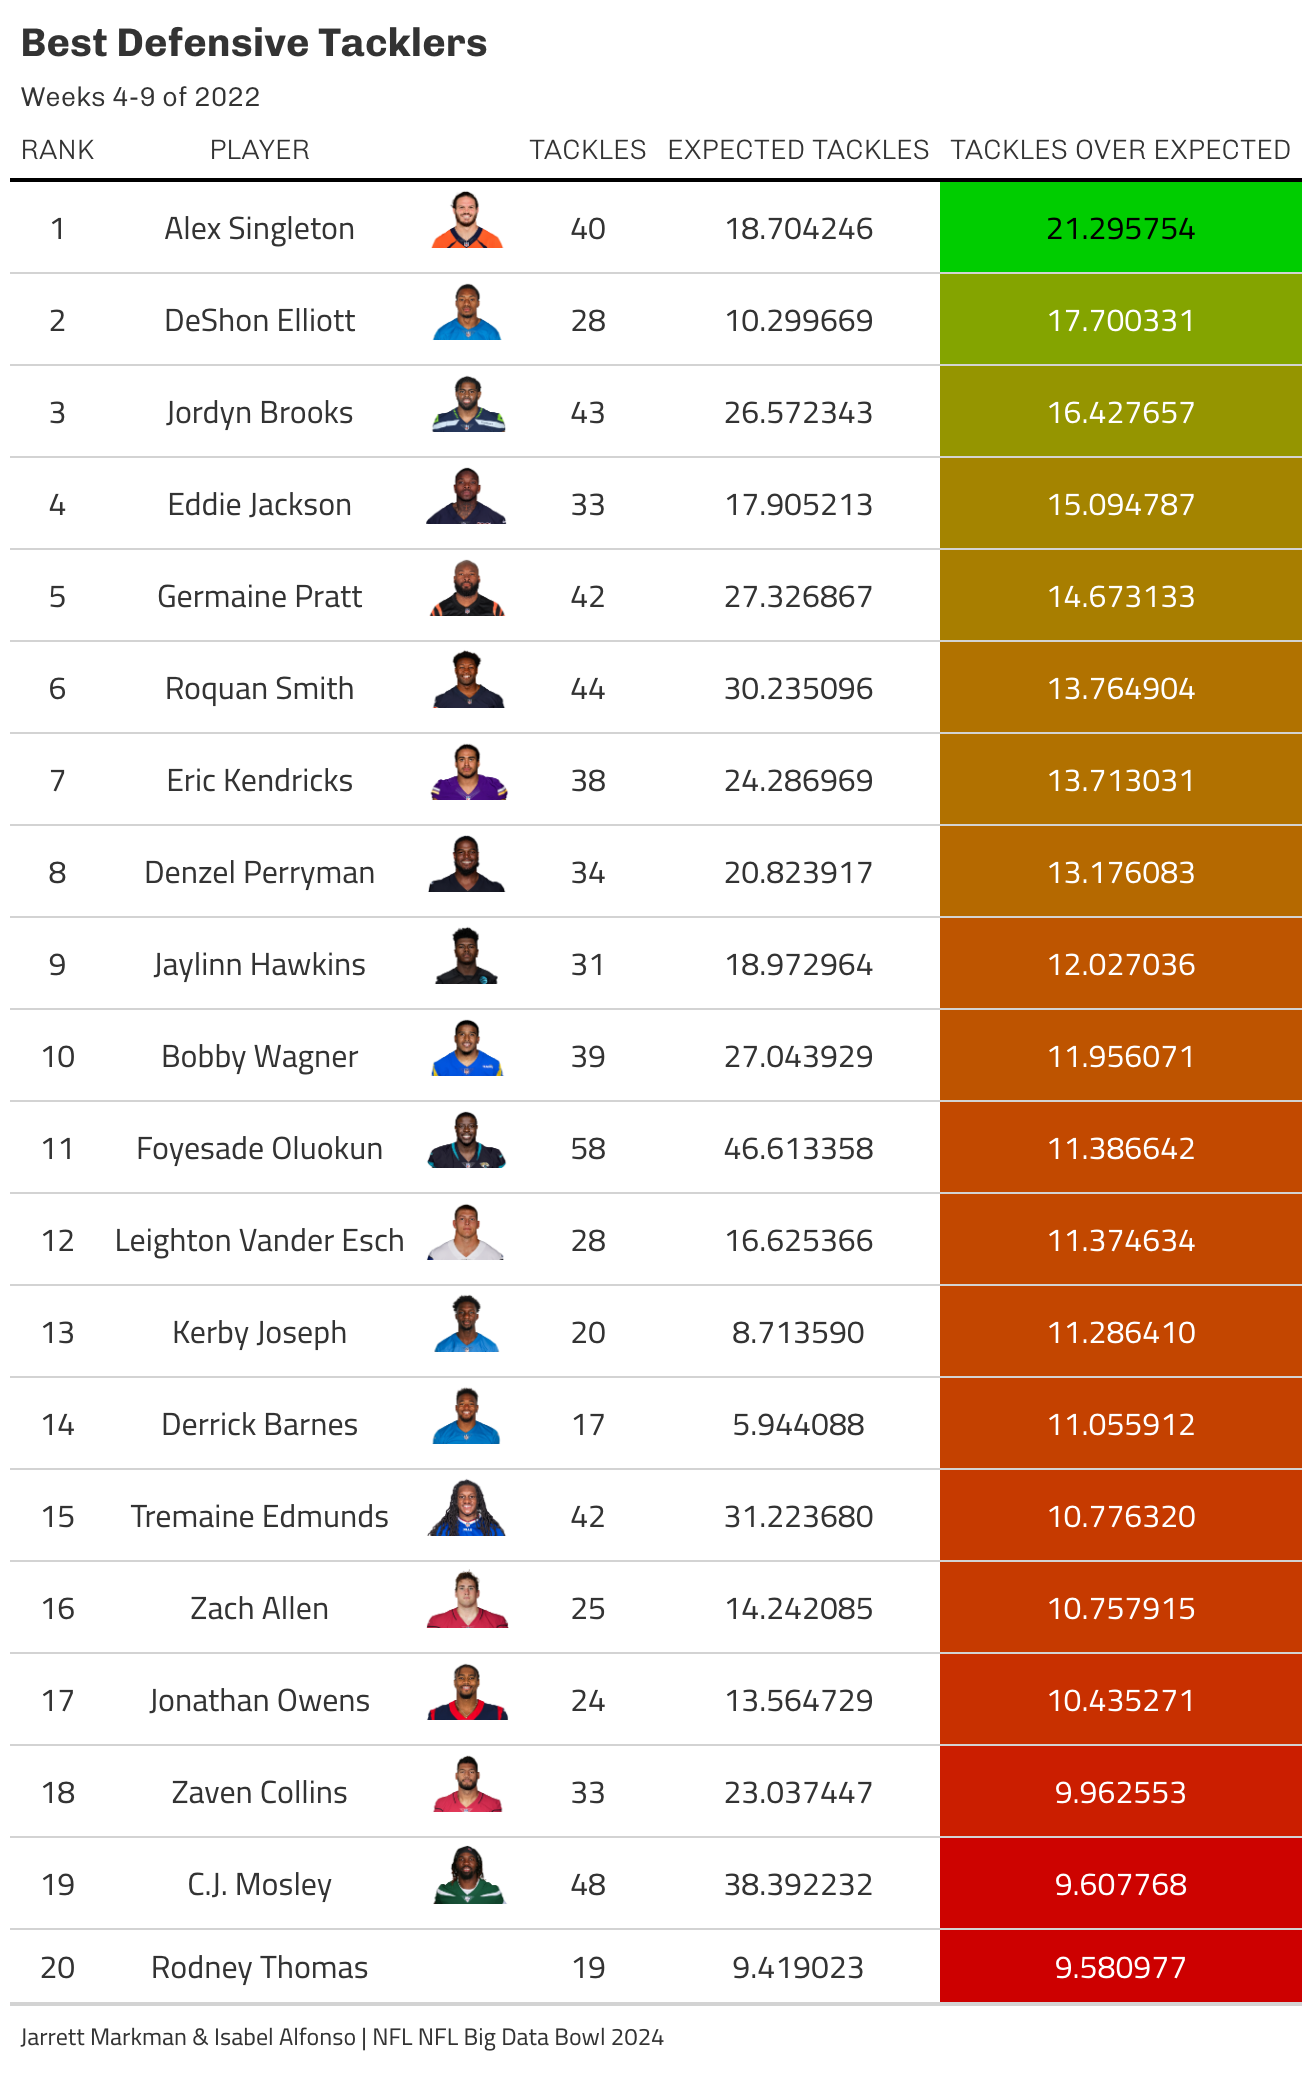 Best Defensive Tacklers
Weeks 4-9 of 2022
RANK PLAYER TACKLES EXPECTED TACKLES TACKLES OVER EXPECTED
1 Alex Singleton 40 18.704246 21.295754
2 DeShon Elliott 28 10.299669 17.700331
3 Jordyn Brooks 43 26.572343 16.427657
4 Eddie Jackson 33 17.905213 15.094787
5 Germaine Pratt 42 27.326867 14.673133
6 Roquan Smith 44 30.235096 13.764904
7 Eric Kendricks 38 24.286969 13.713031
8 Denzel Perryman 34 20.823917 13.176083
9 Jaylinn Hawkins 31 18.972964 12.027036
10 Bobby Wagner 39 27.043929 11.956071
11 Foyesade Oluokun 58 46.613358 11.386642
12 Leighton Vander Esch 28 16.625366 11.374634
13 Kerby Joseph 20 8.713590 11.286410
14 Derrick Barnes 17 5.944088 11.055912
15 Tremaine Edmunds 42 31.223680 10.776320
16 Zach Allen 25 14.242085 10.757915
17 Jonathan Owens 24 13.564729 10.435271
18 Zaven Collins 33 23.037447 9.962553
19 C.J. Mosley 48 38.392232 9.607768
20 Rodney Thomas 19 9.419023 9.580977
Jarrett Markman & Isabel Alfonso | NFL NFL Big Data Bowl 2024